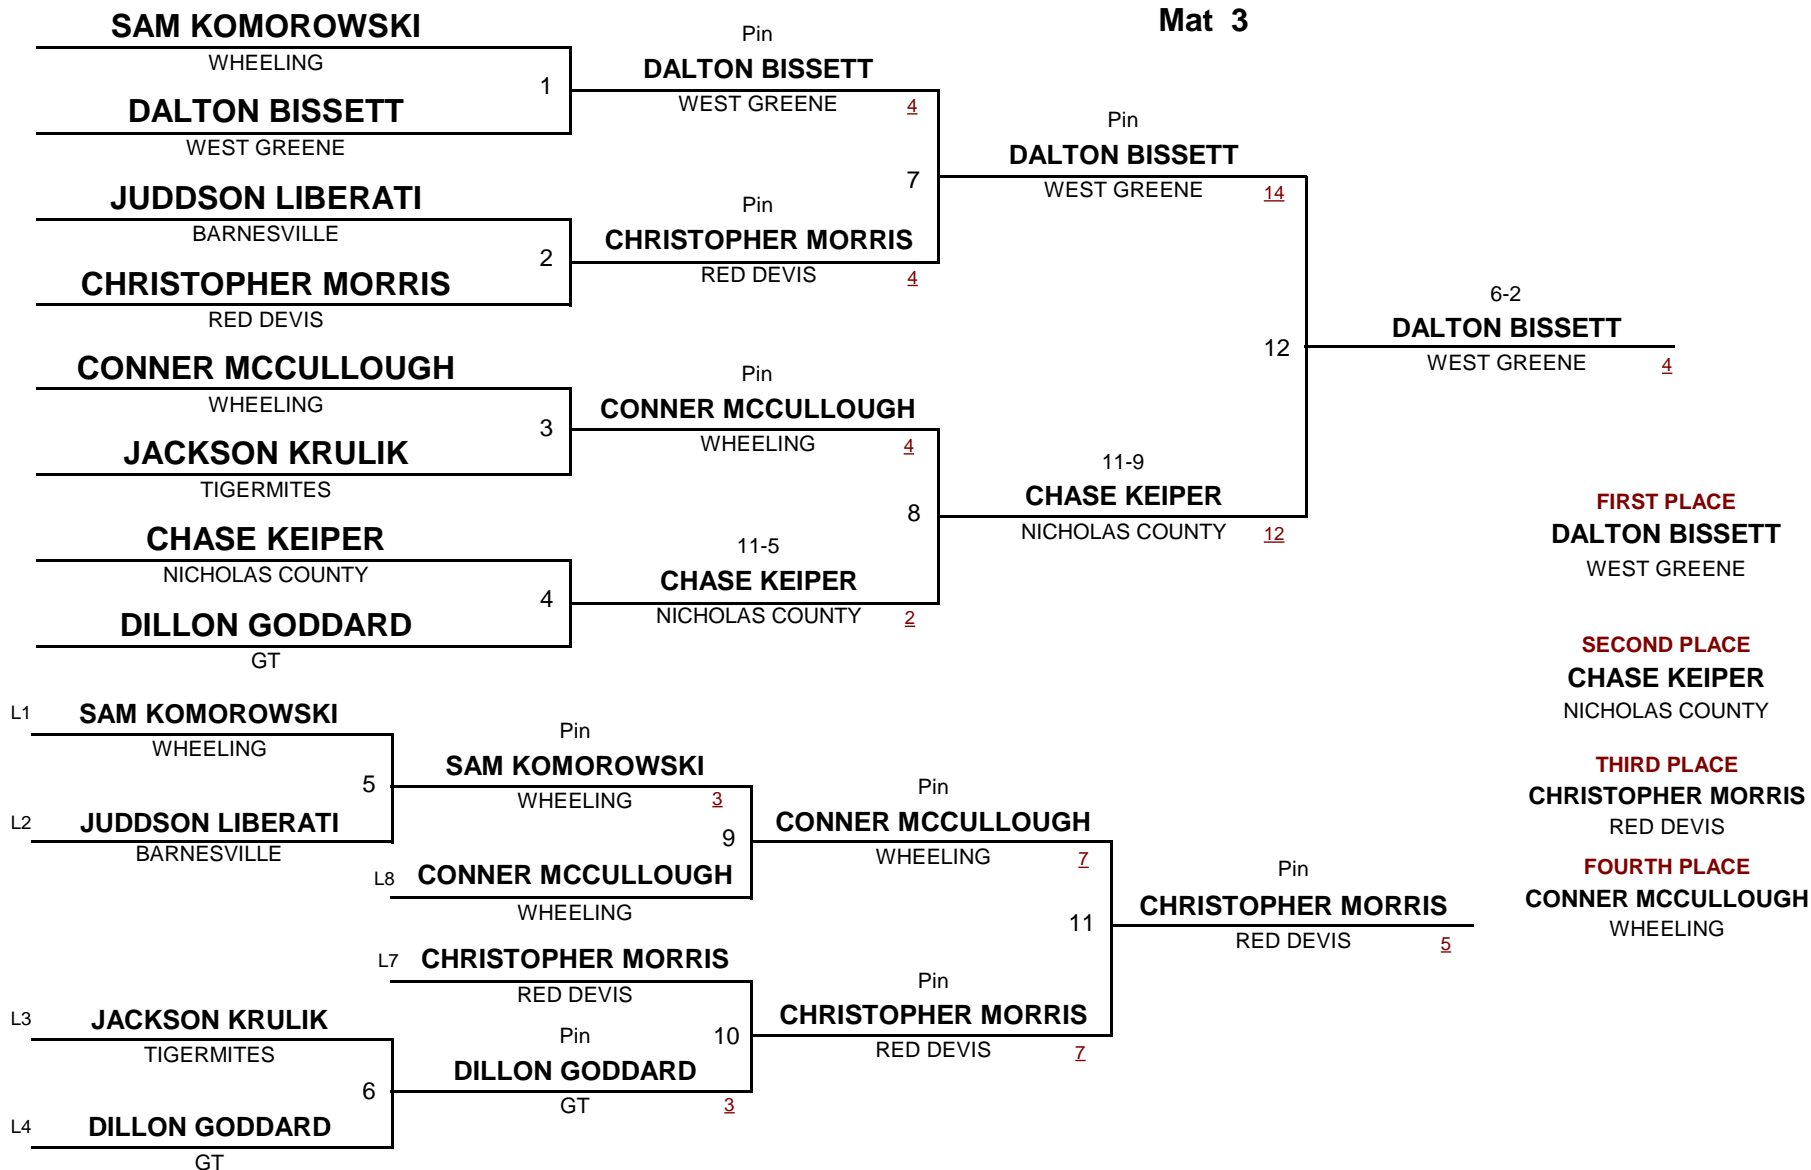 Mat 3
SAM KOMOROWSKI
WHEELING
1
DALTON BISSETT
WEST GREENE
JUDDSON LIBERATI
BARNESVILLE
2
CHRISTOPHER MORRIS
RED DEVIS
CONNER MCCULLOUGH
WHEELING
3
JACKSON KRULIK
TIGERMITES
CHASE KEIPER
NICHOLAS COUNTY
4
DILLON GODDARD
GT
Pin
DALTON BISSETT
WEST GREENE 4
7
Pin
CHRISTOPHER MORRIS
RED DEVIS 4
Pin
CONNER MCCULLOUGH
WHEELING 4
8
11-5
CHASE KEIPER
NICHOLAS COUNTY 2
Pin
DALTON BISSETT
WEST GREENE 14
12
11-9
CHASE KEIPER
NICHOLAS COUNTY 12
6-2
DALTON BISSETT
WEST GREENE 4
FIRST PLACE
DALTON BISSETT
WEST GREENE
SECOND PLACE
CHASE KEIPER
NICHOLAS COUNTY
THIRD PLACE
CHRISTOPHER MORRIS
RED DEVIS
FOURTH PLACE
CONNER MCCULLOUGH
WHEELING
L1 SAM KOMOROWSKI
WHEELING
5
L2 JUDDSON LIBERATI
BARNESVILLE
L3 JACKSON KRULIK
TIGERMITES
6
L4 DILLON GODDARD
GT
Pin
SAM KOMOROWSKI
WHEELING 3
9
L8 CONNER MCCULLOUGH
WHEELING
L7 CHRISTOPHER MORRIS
RED DEVIS
10
Pin
DILLON GODDARD
GT 3
Pin
CONNER MCCULLOUGH
WHEELING 7
11
Pin
CHRISTOPHER MORRIS
RED DEVIS 7
Pin
CHRISTOPHER MORRIS
RED DEVIS 5